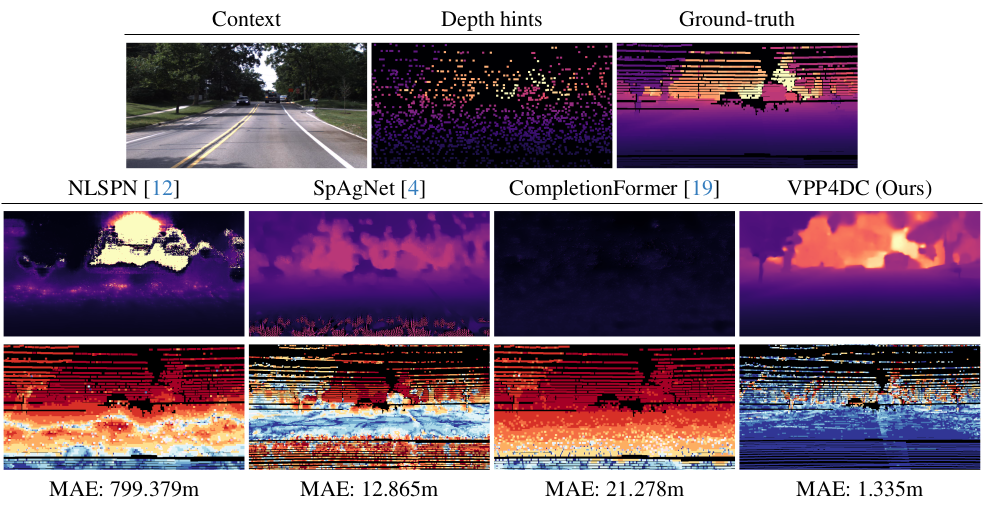 Context Depth hints Ground-truth
NLSPN [12] SpAgNet [4] CompletionFormer [19] VPP4DC (Ours)
MAE: 799.379m MAE: 12.865m MAE: 21.278m MAE: 1.335m